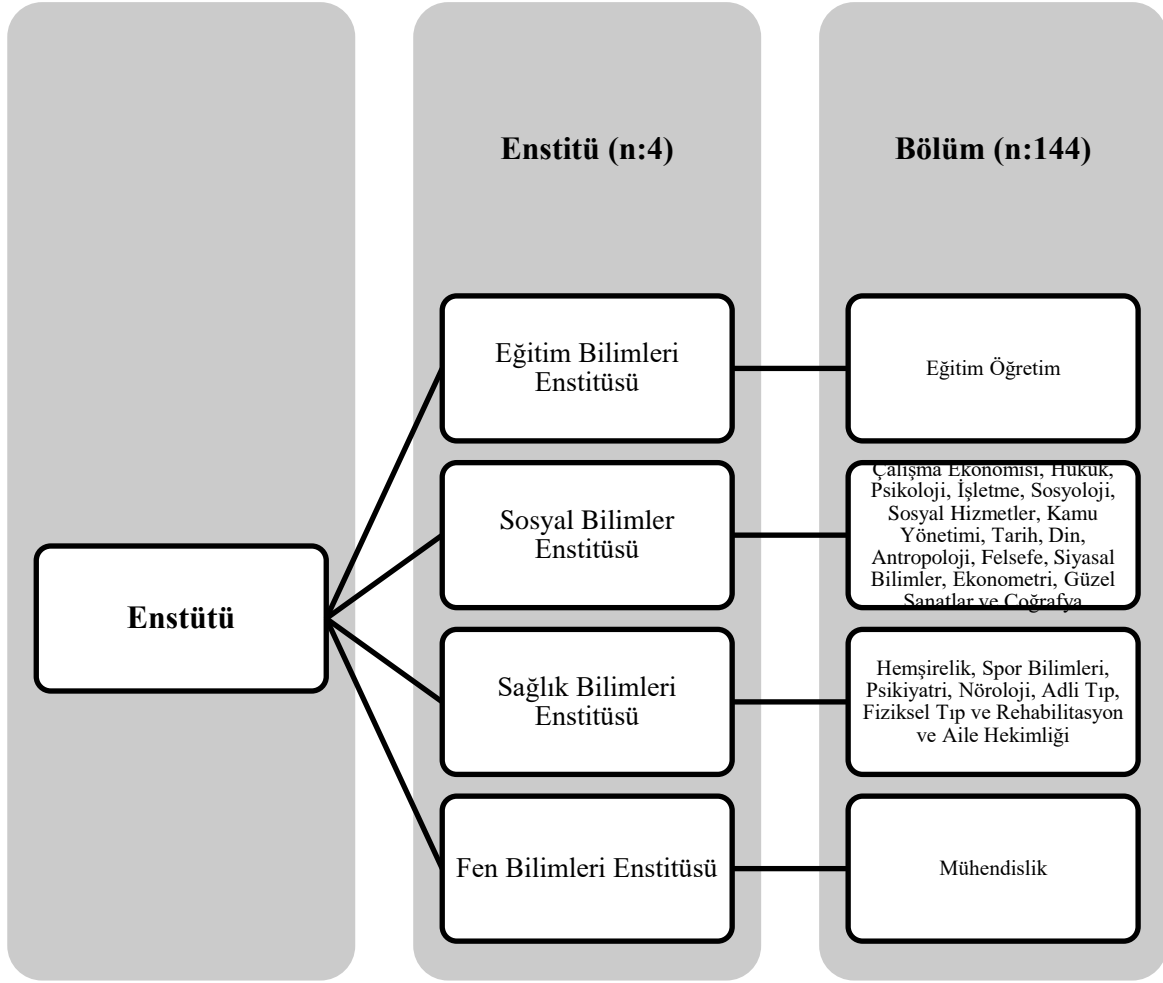 Enstitü (n:4)
Bölüm (n:144)
Enstütü
Eğitim Bilimleri
Enstitüsü
Eğitim Öğretim
Sosyal Bilimler
Enstitüsü
Çalışma Ekonomisi, Hukuk,
Psikoloji, İşletme, Sosyoloji,
Sosyal Hizmetler, Kamu
Yönetimi, Tarih, Din,
Antropoloji, Felsefe, Siyasal
Bilimler, Ekonometri, Güzel
Sanatlar ve Coğrafya
Sağlık Bilimleri
Enstitüsü
Hemşirelik, Spor Bilimleri,
Psikiyatri, Nöroloji, Adli Tıp,
Fiziksel Tıp ve Rehabilitasyon
ve Aile Hekimliği
Fen Bilimleri Enstitüsü
Mühendislik